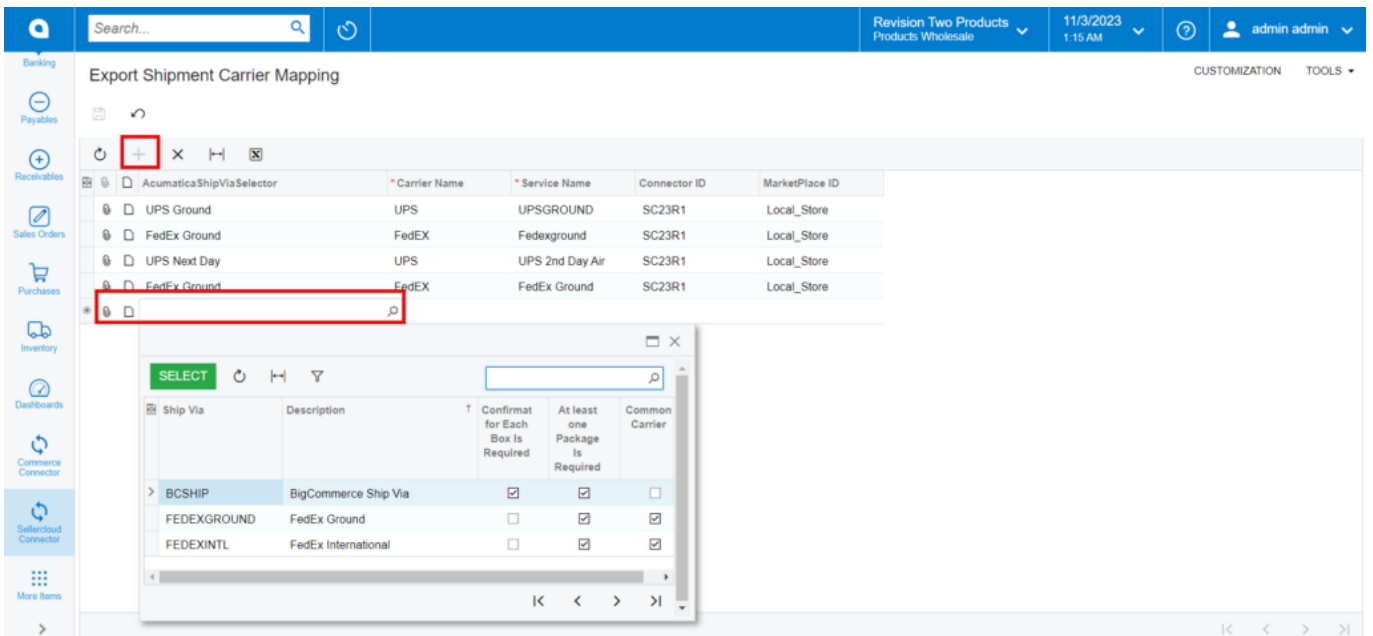 Search...
Revision Two Products
Products Wholesale
11/3/2023
1:15 AM
?
admin admin
Banking
Payables
Receivables
Sales Orders
Purchases
Inventory
Dashboards
Commerce
Connector
Sellercloud
Connector
More Items
Export Shipment Carrier Mapping
CUSTOMIZATION TOOLS
AcumaticaShipViaSelector * Carrier Name * Service Name Connector ID MarketPlace ID
UPS Ground UPS UPSGROUND SC23R1 Local_Store
FedEx Ground FedEX Fedexground SC23R1 Local_Store
UPS Next Day UPS UPS 2nd Day Air SC23R1 Local_Store
FedEx Ground FedEX FedEx Ground SC23R1 Local_Store
SELECT
Ship Via Description Confirmat for Each Box Is Required At least one Package Is Required Common Carrier
BCSHIP BigCommerce Ship Via
FEDEXGROUND FedEx Ground
FEDEXINTL FedEx International